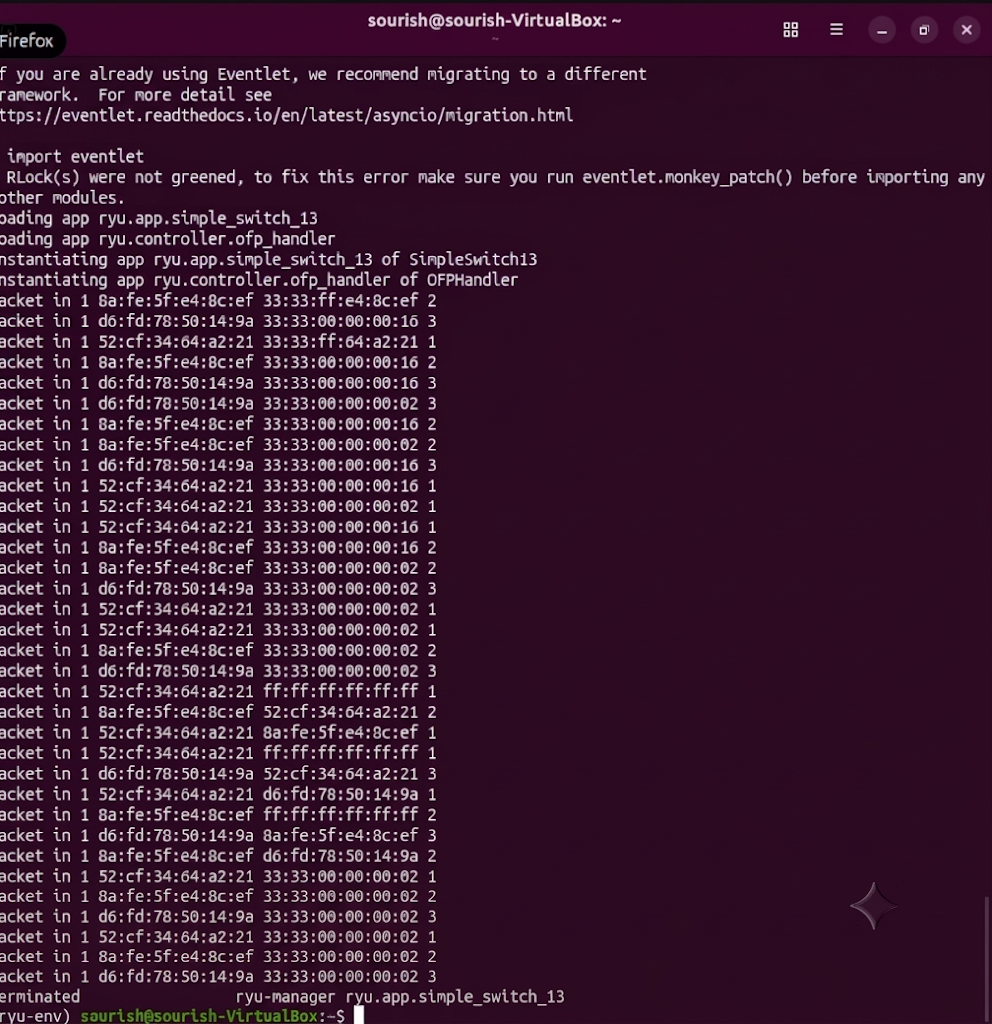 sourish@sourish-VirtualBox: ~
~
Firefox
f you are already using Eventlet, we recommend migrating to a different
ramework.  For more detail see
ttps://eventlet.readthedocs.io/en/latest/asyncio/migration.html
import eventlet
RLock(s) were not greened, to fix this error make sure you run eventlet.monkey_patch() before importing any
other modules.
oading app ryu.app.simple_switch_13
oading app ryu.controller.ofp_handler
nstantiating app ryu.app.simple_switch_13 of SimpleSwitch13
nstantiating app ryu.controller.ofp_handler of OFPHandler
acket in 1 8a:fe:5f:e4:8c:ef 33:33:ff:e4:8c:ef 2
acket in 1 d6:fd:78:50:14:9a 33:33:00:00:00:16 3
acket in 1 52:cf:34:64:a2:21 33:33:ff:64:a2:21 1
acket in 1 8a:fe:5f:e4:8c:ef 33:33:00:00:00:16 2
acket in 1 d6:fd:78:50:14:9a 33:33:00:00:00:16 3
acket in 1 d6:fd:78:50:14:9a 33:33:00:00:00:02 3
acket in 1 8a:fe:5f:e4:8c:ef 33:33:00:00:00:16 2
acket in 1 8a:fe:5f:e4:8c:ef 33:33:00:00:00:02 2
acket in 1 d6:fd:78:50:14:9a 33:33:00:00:00:16 3
acket in 1 52:cf:34:64:a2:21 33:33:00:00:00:16 1
acket in 1 52:cf:34:64:a2:21 33:33:00:00:00:02 1
acket in 1 52:cf:34:64:a2:21 33:33:00:00:00:16 1
acket in 1 8a:fe:5f:e4:8c:ef 33:33:00:00:00:16 2
acket in 1 8a:fe:5f:e4:8c:ef 33:33:00:00:00:02 2
acket in 1 d6:fd:78:50:14:9a 33:33:00:00:00:02 3
acket in 1 52:cf:34:64:a2:21 33:33:00:00:00:02 1
acket in 1 52:cf:34:64:a2:21 33:33:00:00:00:02 1
acket in 1 8a:fe:5f:e4:8c:ef 33:33:00:00:00:02 2
acket in 1 d6:fd:78:50:14:9a 33:33:00:00:00:02 3
acket in 1 52:cf:34:64:a2:21 ff:ff:ff:ff:ff:ff 1
acket in 1 8a:fe:5f:e4:8c:ef 52:cf:34:64:a2:21 2
acket in 1 52:cf:34:64:a2:21 8a:fe:5f:e4:8c:ef 1
acket in 1 52:cf:34:64:a2:21 ff:ff:ff:ff:ff:ff 1
acket in 1 d6:fd:78:50:14:9a 52:cf:34:64:a2:21 3
acket in 1 52:cf:34:64:a2:21 d6:fd:78:50:14:9a 1
acket in 1 8a:fe:5f:e4:8c:ef ff:ff:ff:ff:ff:ff 2
acket in 1 d6:fd:78:50:14:9a 8a:fe:5f:e4:8c:ef 3
acket in 1 8a:fe:5f:e4:8c:ef d6:fd:78:50:14:9a 2
acket in 1 52:cf:34:64:a2:21 33:33:00:00:00:02 1
acket in 1 8a:fe:5f:e4:8c:ef 33:33:00:00:00:02 2
acket in 1 d6:fd:78:50:14:9a 33:33:00:00:00:02 3
acket in 1 52:cf:34:64:a2:21 33:33:00:00:00:02 1
acket in 1 8a:fe:5f:e4:8c:ef 33:33:00:00:00:02 2
acket in 1 d6:fd:78:50:14:9a 33:33:00:00:00:02 3
erminated                 ryu-manager ryu.app.simple_switch_13
ryu-env) sourish@sourish-VirtualBox:~$